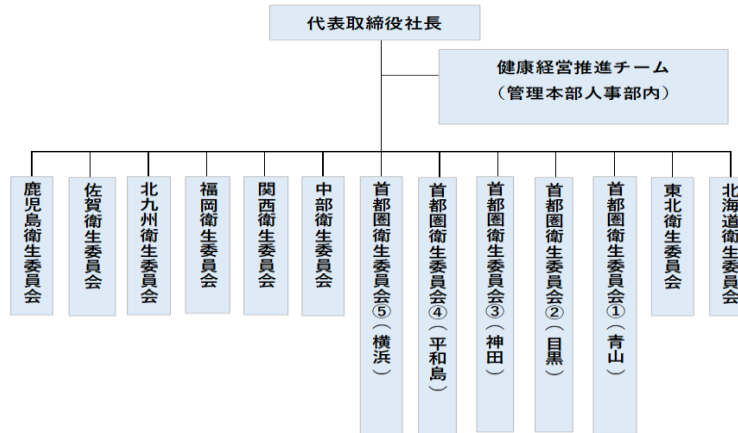 代表取締役社長
健康経営推進チーム
（管理本部人事部内）
北海道衛生委員会
東北衛生委員会
首都圏衛生委員会①（青山）
首都圏衛生委員会②（目黒）
首都圏衛生委員会③（神田）
首都圏衛生委員会④（平和島）
首都圏衛生委員会⑤（横浜）
中部衛生委員会
関西衛生委員会
福岡衛生委員会
北九州衛生委員会
佐賀衛生委員会
鹿児島衛生委員会